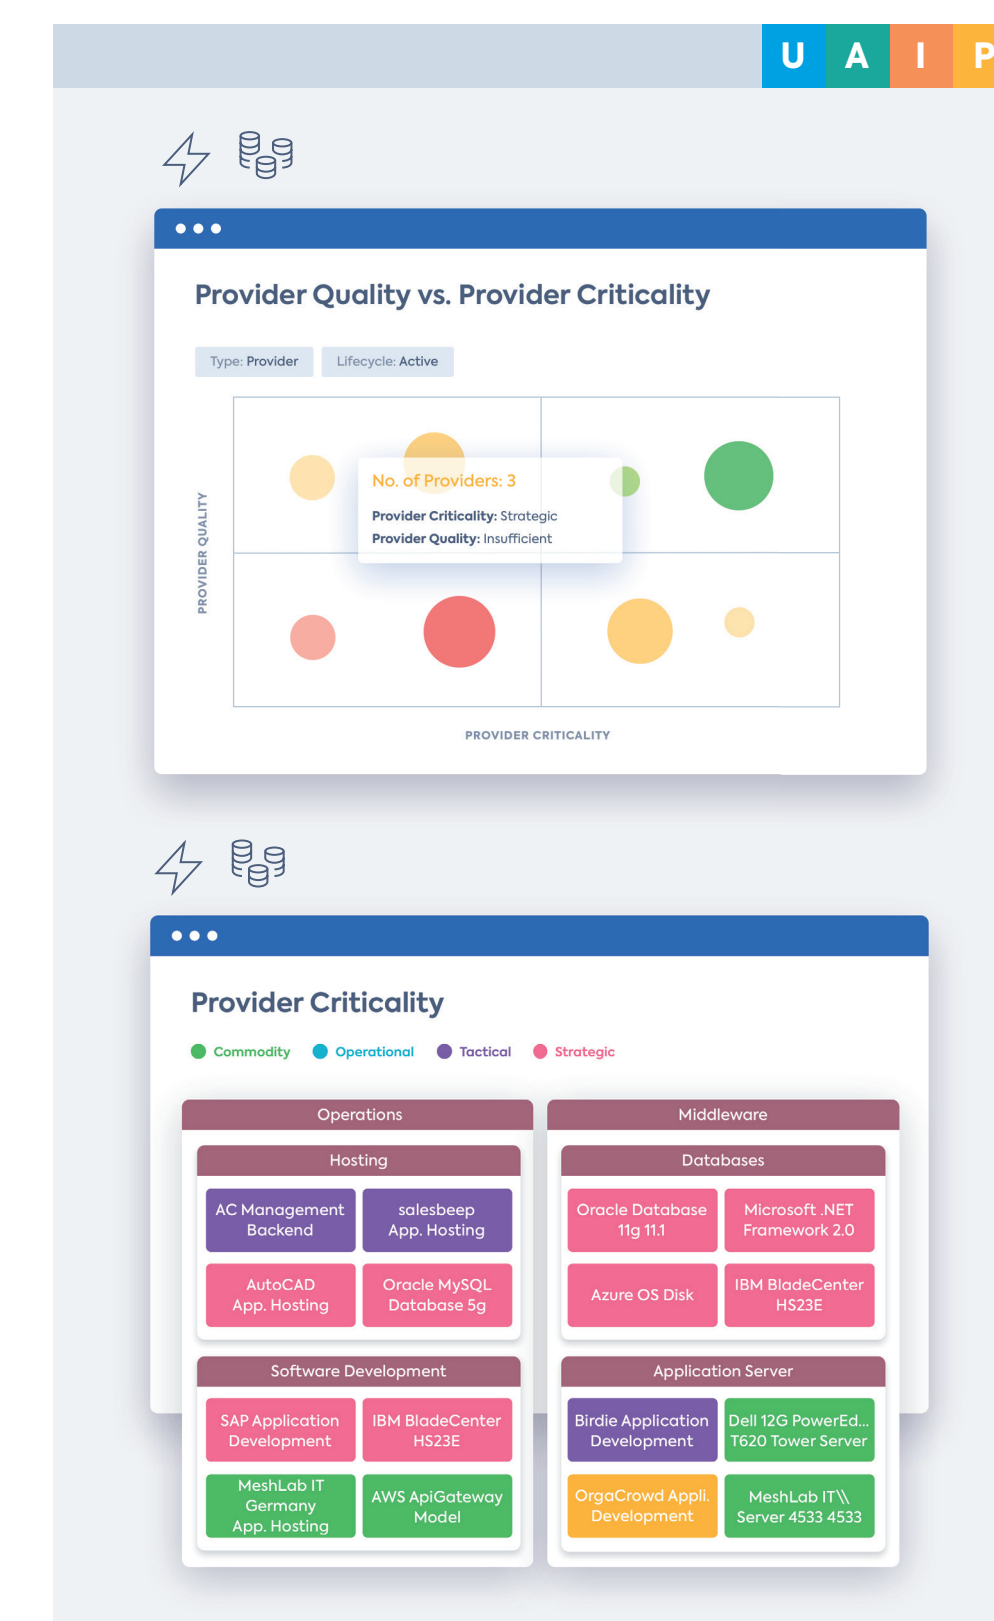 U A I P
Provider Quality vs. Provider Criticality
Type: Provider Lifecycle: Active
No. of Providers: 3
Provider Criticality: Strategic
Provider Quality: Insufficient
PROVIDER QUALITY
PROVIDER CRITICALITY
Provider Criticality
Commodity Operational Tactical Strategic
Operations
Hosting
AC Management
Backend
salesbeep
App. Hosting
AutoCAD
App. Hosting
Oracle MySQL
Database 5g
Software Development
SAP Application
Development
IBM BladeCenter
HS23E
MeshLab IT
Germany
App. Hosting
AWS ApiGateway
Model
Middleware
Databases
Oracle Database
11g 11.1
Microsoft .NET
Framework 2.0
Azure OS Disk
IBM BladeCenter
HS23E
Application Server
Birdie Application
Development
Dell 12G PowerEd...
T620 Tower Server
OrgaCrowd Appli.
Development
MeshLab IT\\
Server 4533 4533